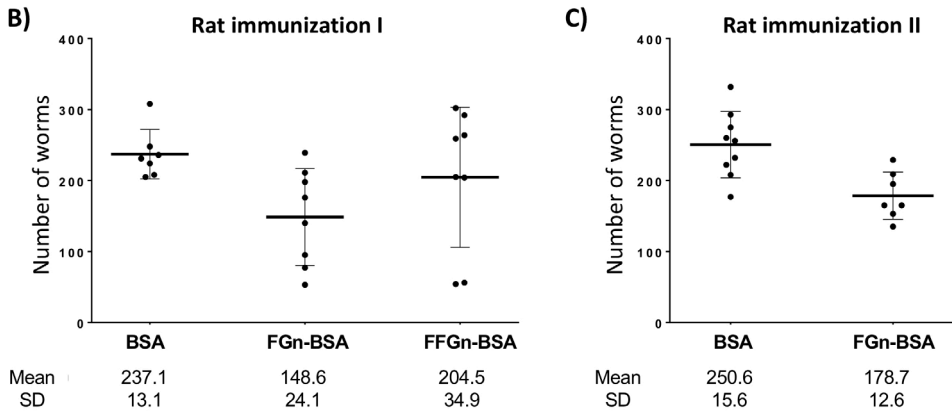 B)
Rat immunization I
Number of worms
400
300
200
100
0
BSA FGn-BSA FFGn-BSA
Mean 237.1 148.6 204.5
SD 13.1 24.1 34.9
C)
Rat immunization II
Number of worms
400
300
200
100
0
BSA FGn-BSA
Mean 250.6 178.7
SD 15.6 12.6